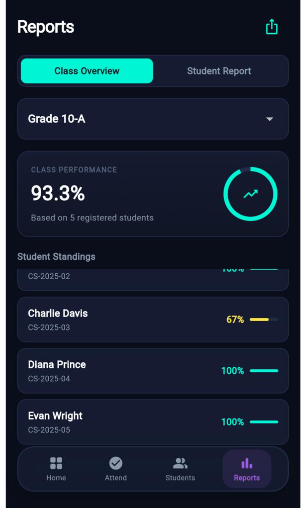 Reports
Class Overview
Student Report
Grade 10-A
CLASS PERFORMANCE
93.3%
Based on 5 registered students
Student Standings
100%
CS-2025-02
Charlie Davis
67%
CS-2025-03
Diana Prince
100%
CS-2025-04
Evan Wright
100%
CS-2025-05
Home
Attend
Students
Reports